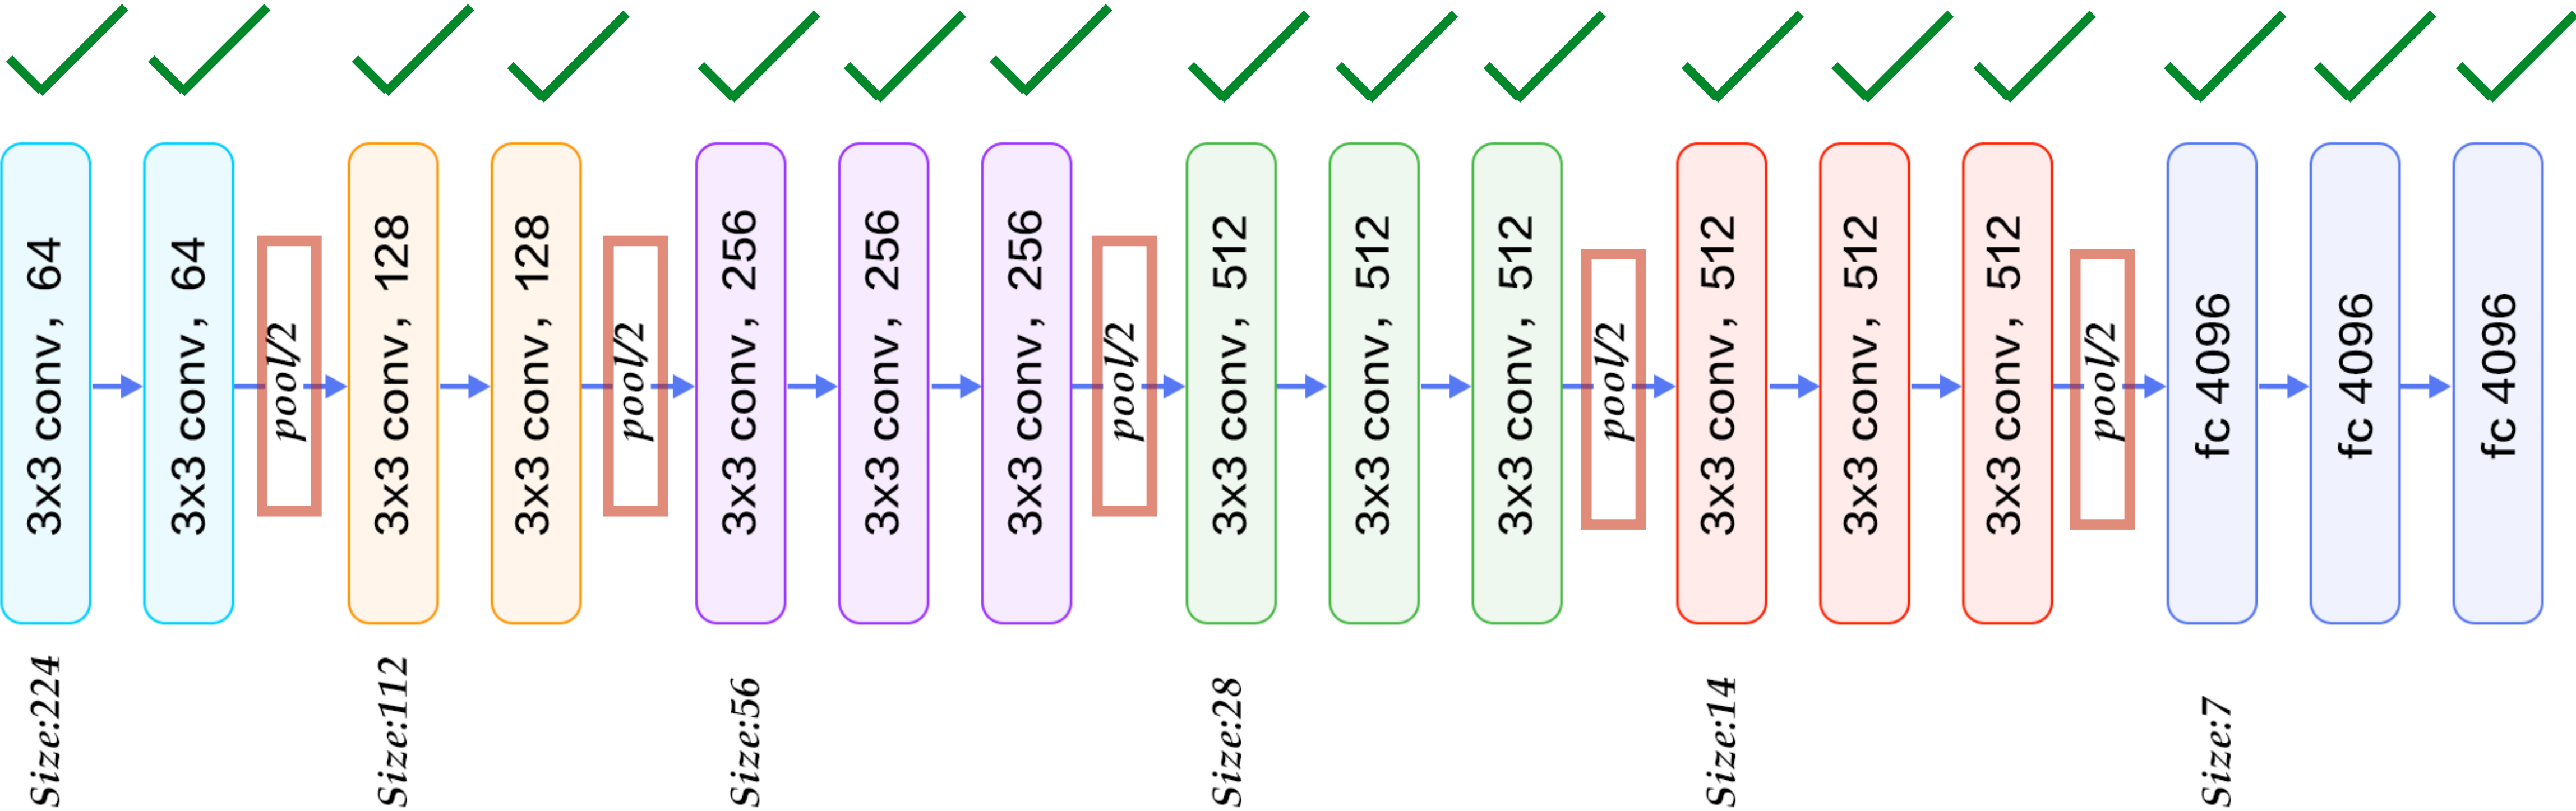 3x3 conv, 64
3x3 conv, 64
pool/2
3x3 conv, 128
3x3 conv, 128
pool/2
3x3 conv, 256
3x3 conv, 256
3x3 conv, 256
pool/2
3x3 conv, 512
3x3 conv, 512
3x3 conv, 512
pool/2
3x3 conv, 512
3x3 conv, 512
3x3 conv, 512
pool/2
fc 4096
fc 4096
fc 4096
Size:224
Size:112
Size:56
Size:28
Size:14
Size:7